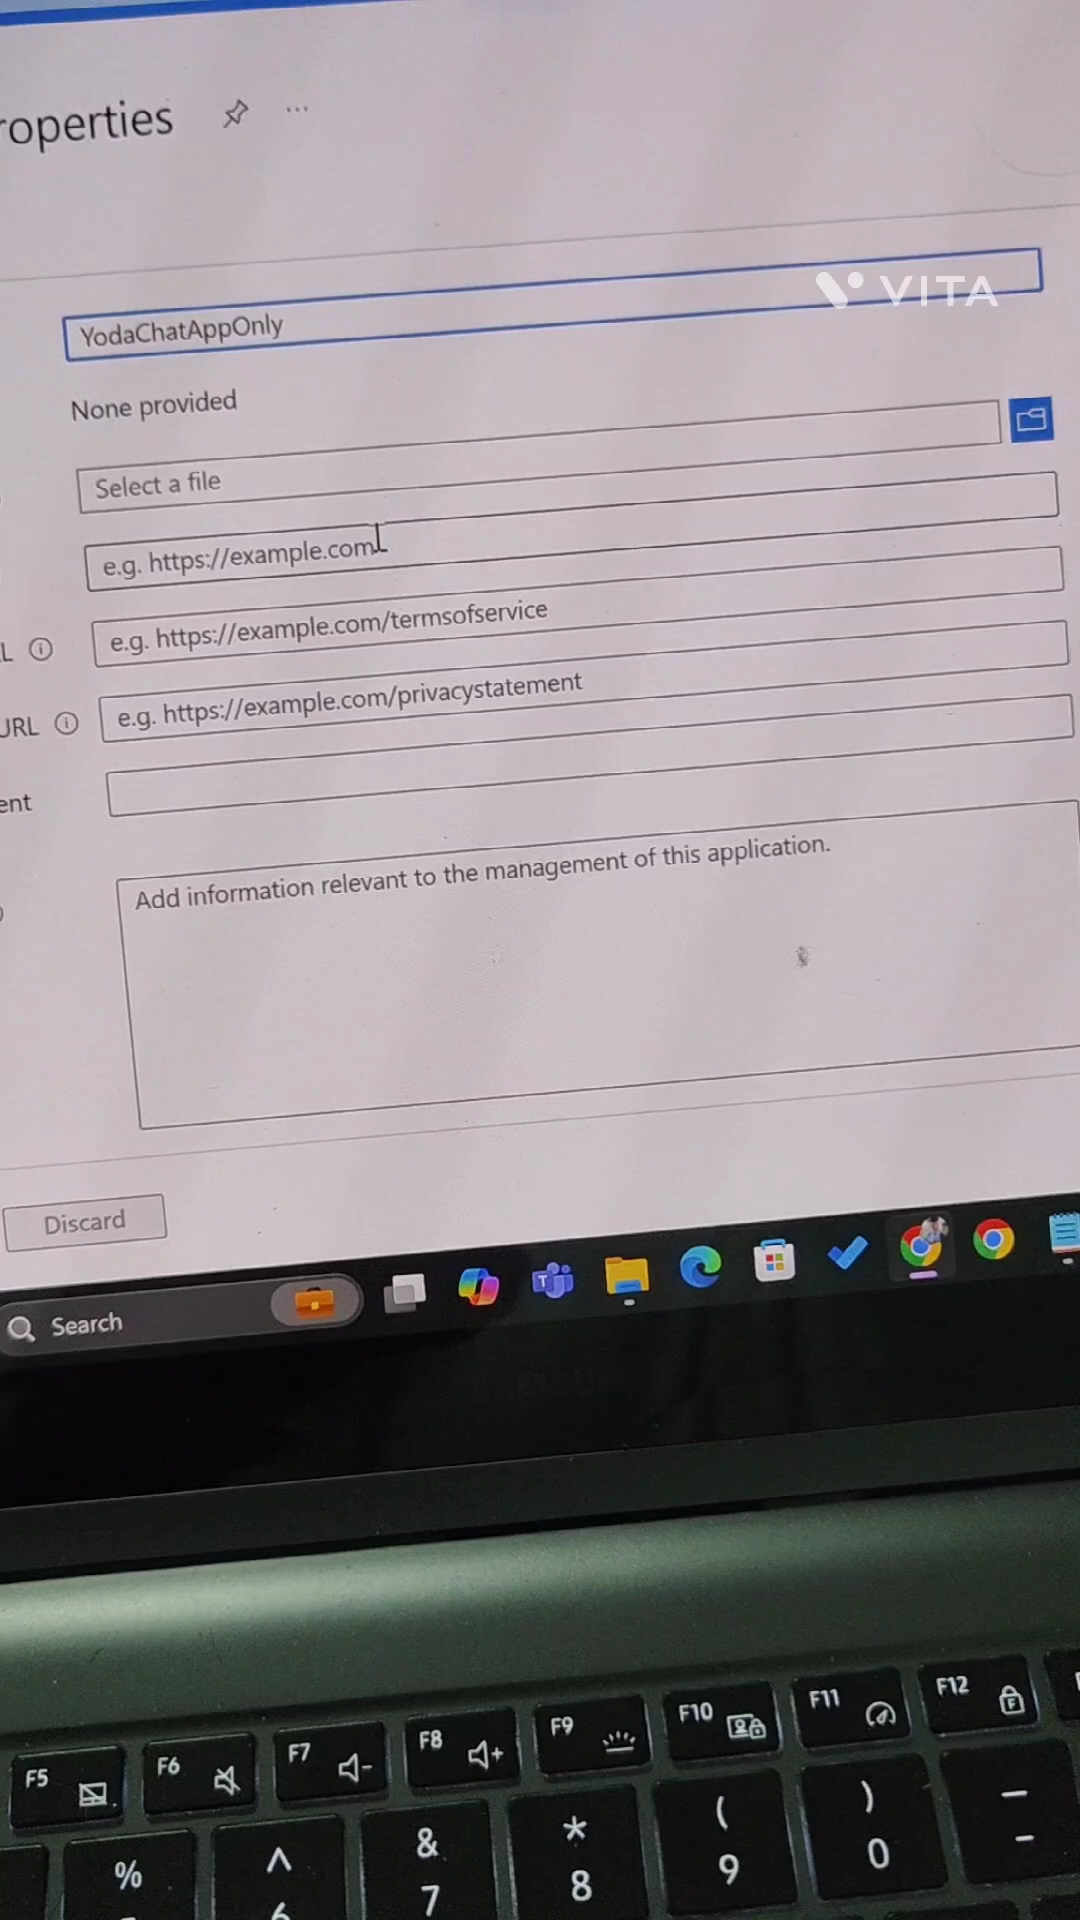 roperties
VITA
YodaChatAppOnly
None provided
Select a file
e.g. https://example.com
L
e.g. https://example.com/termsofservice
URL
e.g. https://example.com/privacystatement
ent
Add information relevant to the management of this application.
Discard
Search
F5 F6 F7 F8 F9 F10 F11 F12
% ^ & * ( ) _
6 7 8 9 0 -